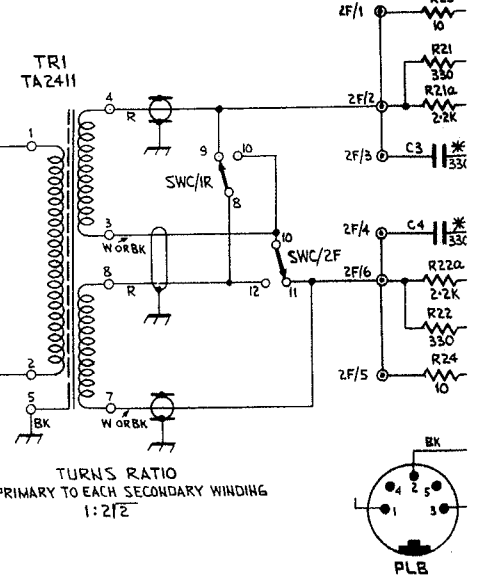 2F/1
10
TR1
TA2411
R21
330
R21a
2·2K
4
R
2F/2
1
9
10
C3
*
2F/3
SWC/1R
8
3
W OR BK
10
2F/4
C4
*
SWC/2F
8
R
12
11
2F/6
R22a
2·2K
R22
330
2
R24
10
2F/5
5
7
W OR BK
BK
TURNS RATIO
PRIMARY TO EACH SECONDARY WINDING
1:2√2
BK
4
2
5
1
3
PLB